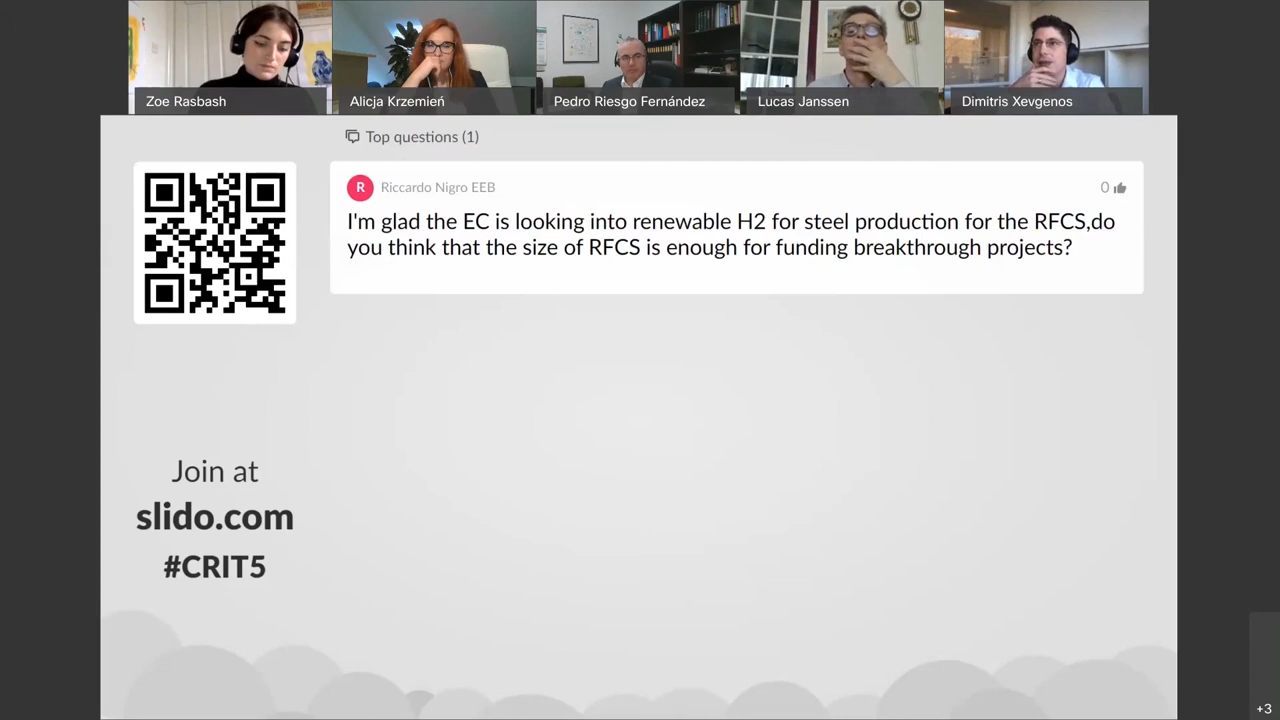 Zoe Rasbash
Alicja Krzemień
Pedro Riesgo Fernández
Lucas Janssen
Dimitris Xevgenos
Top questions (1)
R
Riccardo Nigro EEB
0
I'm glad the EC is looking into renewable H2 for steel production for the RFCS,do
you think that the size of RFCS is enough for funding breakthrough projects?
Join at
slido.com
#CRIT5
+3